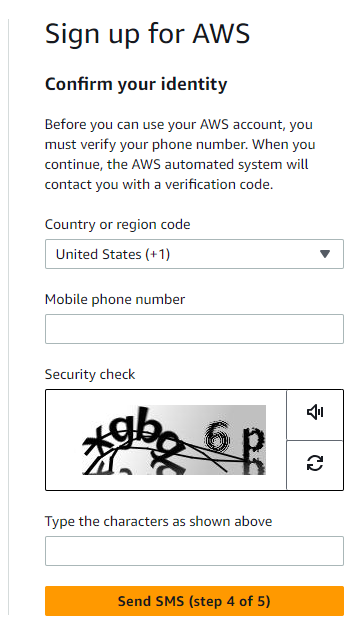 Sign up for AWS
Confirm your identity
Before you can use your AWS account, you
must verify your phone number. When you
continue, the AWS automated system will
contact you with a verification code.
Country or region code
United States (+1)
Mobile phone number
Security check
Type the characters as shown above
Send SMS (step 4 of 5)